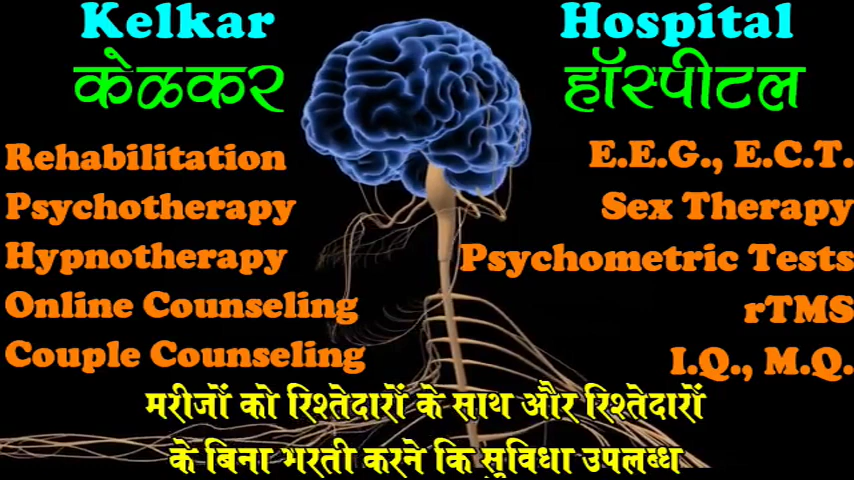 Kelkar Hospital
केळकर हॉस्पीटल
Rehabilitation
Psychotherapy
Hypnotherapy
Online Counseling
Couple Counseling
E.E.G., E.C.T.
Sex Therapy
Psychometric Tests
rTMS
I.Q., M.Q.
मरीजों को रिश्तेदारों के साथ और रिश्तेदारों
के बिना भरती करने कि सुविधा उपलब्ध